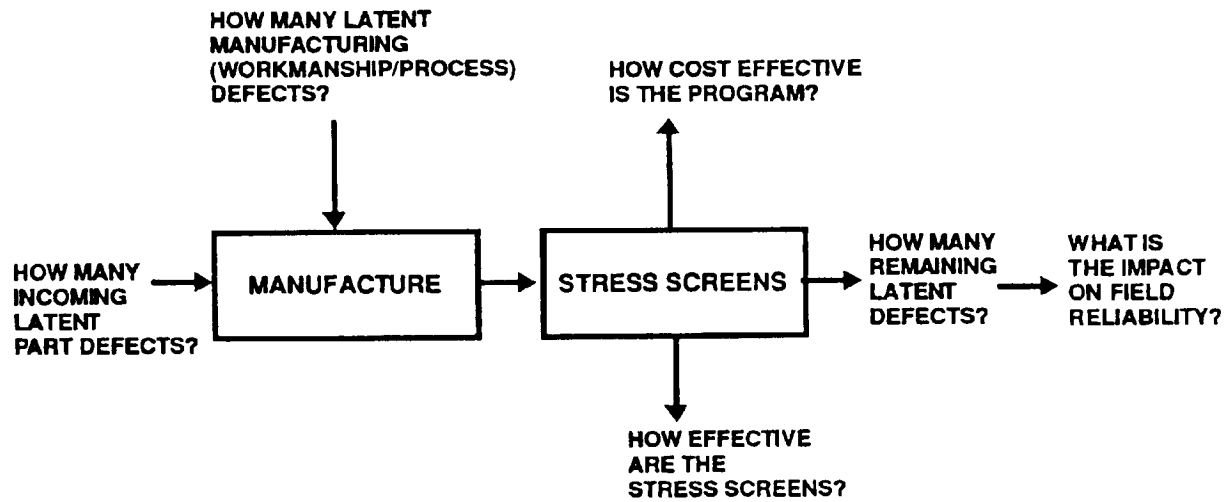 HOW MANY LATENT
MANUFACTURING
(WORKMANSHIP/PROCESS)
DEFECTS?
HOW COST EFFECTIVE
IS THE PROGRAM?
HOW MANY
INCOMING
LATENT
PART DEFECTS?
MANUFACTURE
STRESS SCREENS
HOW MANY
REMAINING
LATENT
DEFECTS?
WHAT IS
THE IMPACT
ON FIELD
RELIABILITY?
HOW EFFECTIVE
ARE THE
STRESS SCREENS?